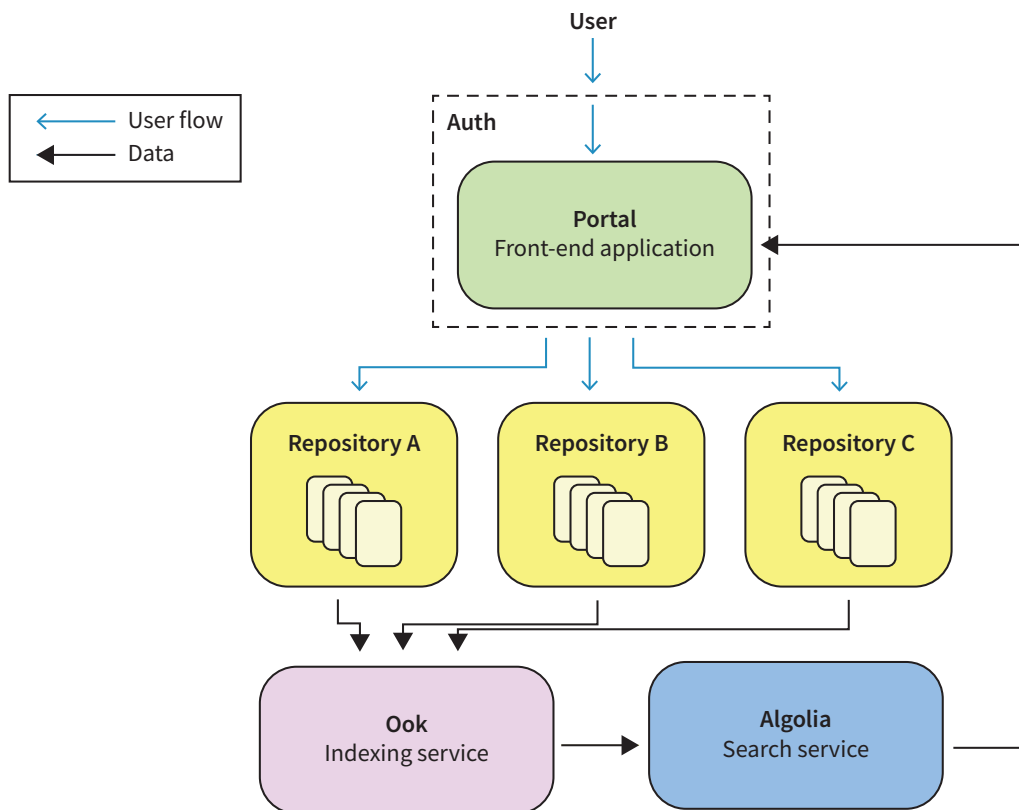 User
User flow
Data
Auth
Portal
Front-end application
Repository A
Repository B
Repository C
Ook
Indexing service
Algolia
Search service